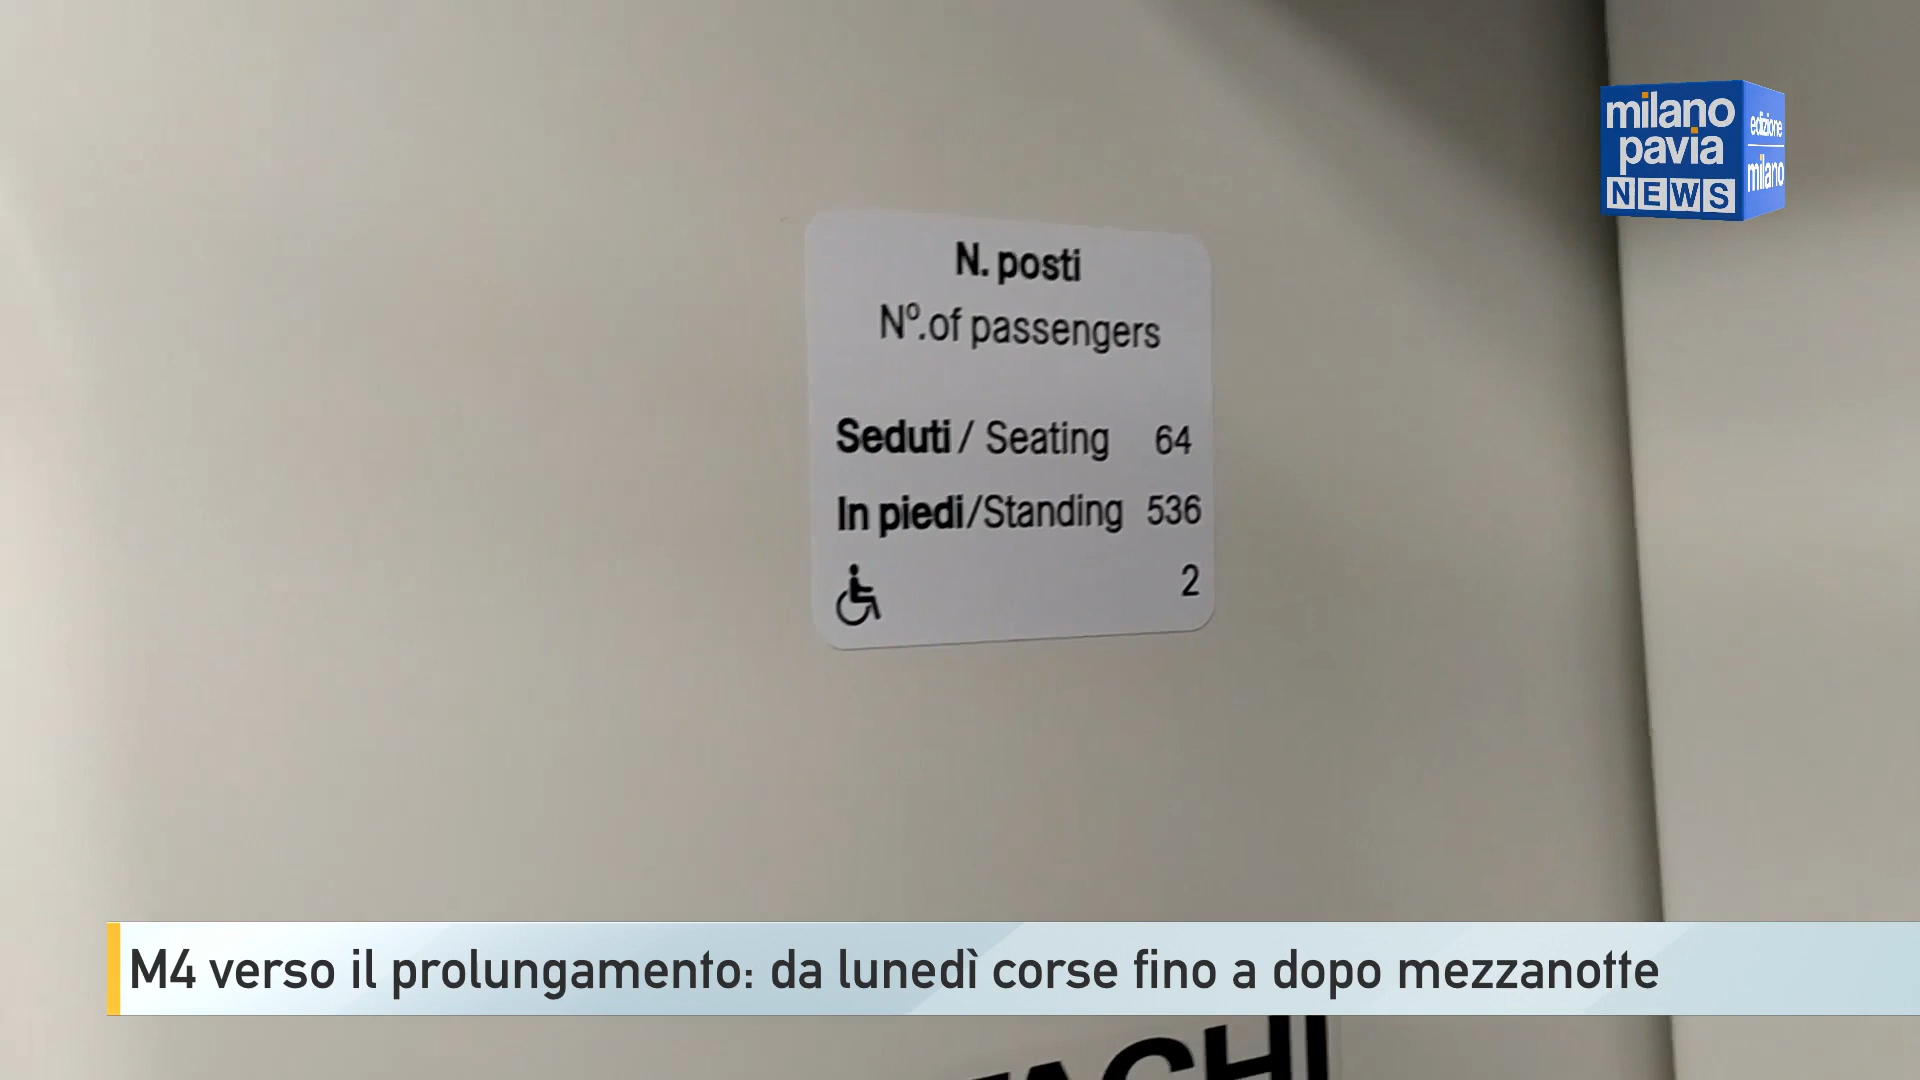 milano
pavia
NEWS
edizione
milano
N. posti
Nº.of passengers
Seduti / Seating 64
In piedi/Standing 536
2
M4 verso il prolungamento: da lunedì corse fino a dopo mezzanotte